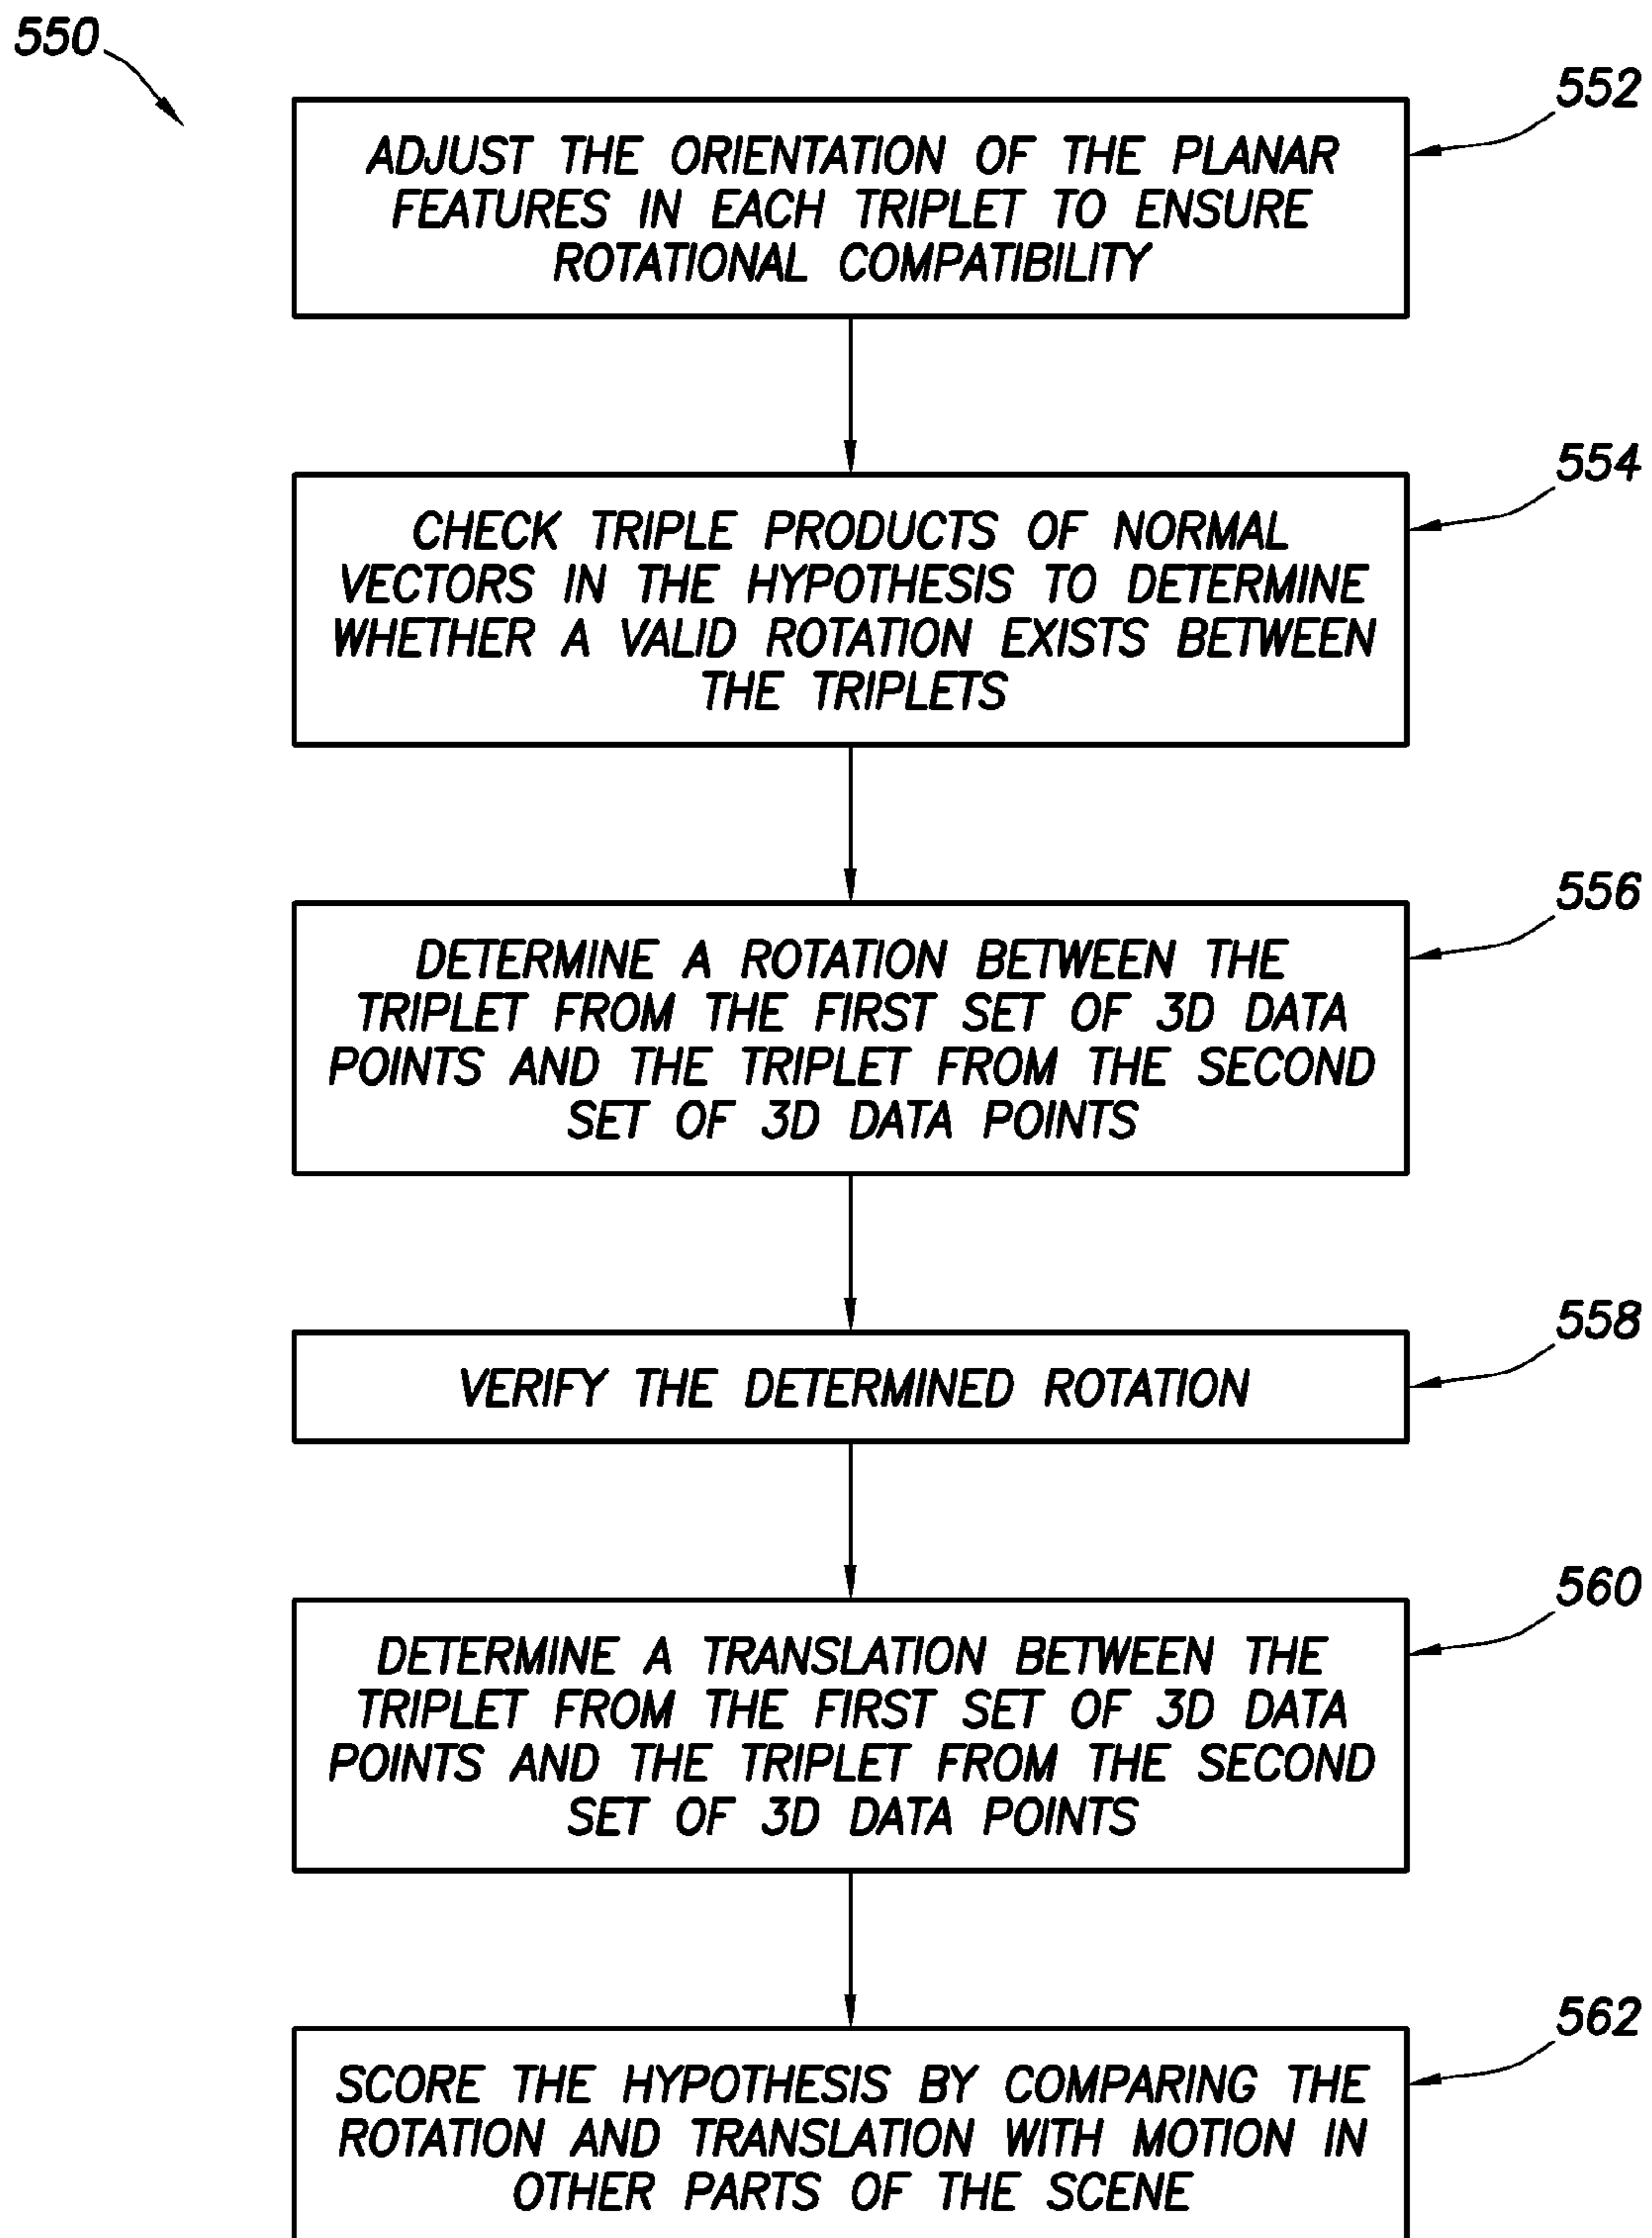 550
552
ADJUST THE ORIENTATION OF THE PLANAR
FEATURES IN EACH TRIPLET TO ENSURE
ROTATIONAL COMPATIBILITY
554
CHECK TRIPLE PRODUCTS OF NORMAL
VECTORS IN THE HYPOTHESIS TO DETERMINE
WHETHER A VALID ROTATION EXISTS BETWEEN
THE TRIPLETS
556
DETERMINE A ROTATION BETWEEN THE
TRIPLET FROM THE FIRST SET OF 3D DATA
POINTS AND THE TRIPLET FROM THE SECOND
SET OF 3D DATA POINTS
558
VERIFY THE DETERMINED ROTATION
560
DETERMINE A TRANSLATION BETWEEN THE
TRIPLET FROM THE FIRST SET OF 3D DATA
POINTS AND THE TRIPLET FROM THE SECOND
SET OF 3D DATA POINTS
562
SCORE THE HYPOTHESIS BY COMPARING THE
ROTATION AND TRANSLATION WITH MOTION IN
OTHER PARTS OF THE SCENE